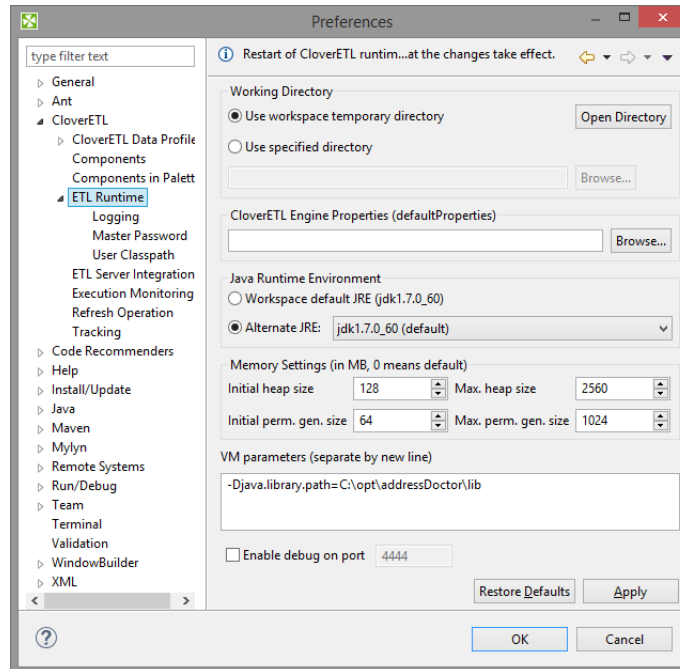 Preferences
type filter text
General
Ant
CloverETL
CloverETL Data Profile
Components
Components in Palett
ETL Runtime
Logging
Master Password
User Classpath
ETL Server Integration
Execution Monitoring
Refresh Operation
Tracking
Code Recommenders
Help
Install/Update
Java
Maven
Mylyn
Remote Systems
Run/Debug
Team
Terminal
Validation
WindowBuilder
XML
Restart of CloverETL runtim...at the changes take effect.
Working Directory
Use workspace temporary directory
Open Directory
Use specified directory
Browse...
CloverETL Engine Properties (defaultProperties)
Browse...
Java Runtime Environment
Workspace default JRE (jdk1.7.0_60)
Alternate JRE: jdk1.7.0_60 (default)
Memory Settings (in MB, 0 means default)
Initial heap size 128 Max. heap size 2560
Initial perm. gen. size 64 Max. perm. gen. size 1024
VM parameters (separate by new line)
-Djava.library.path=C:\opt\addressDoctor\lib
Enable debug on port 4444
Restore Defaults Apply
OK Cancel